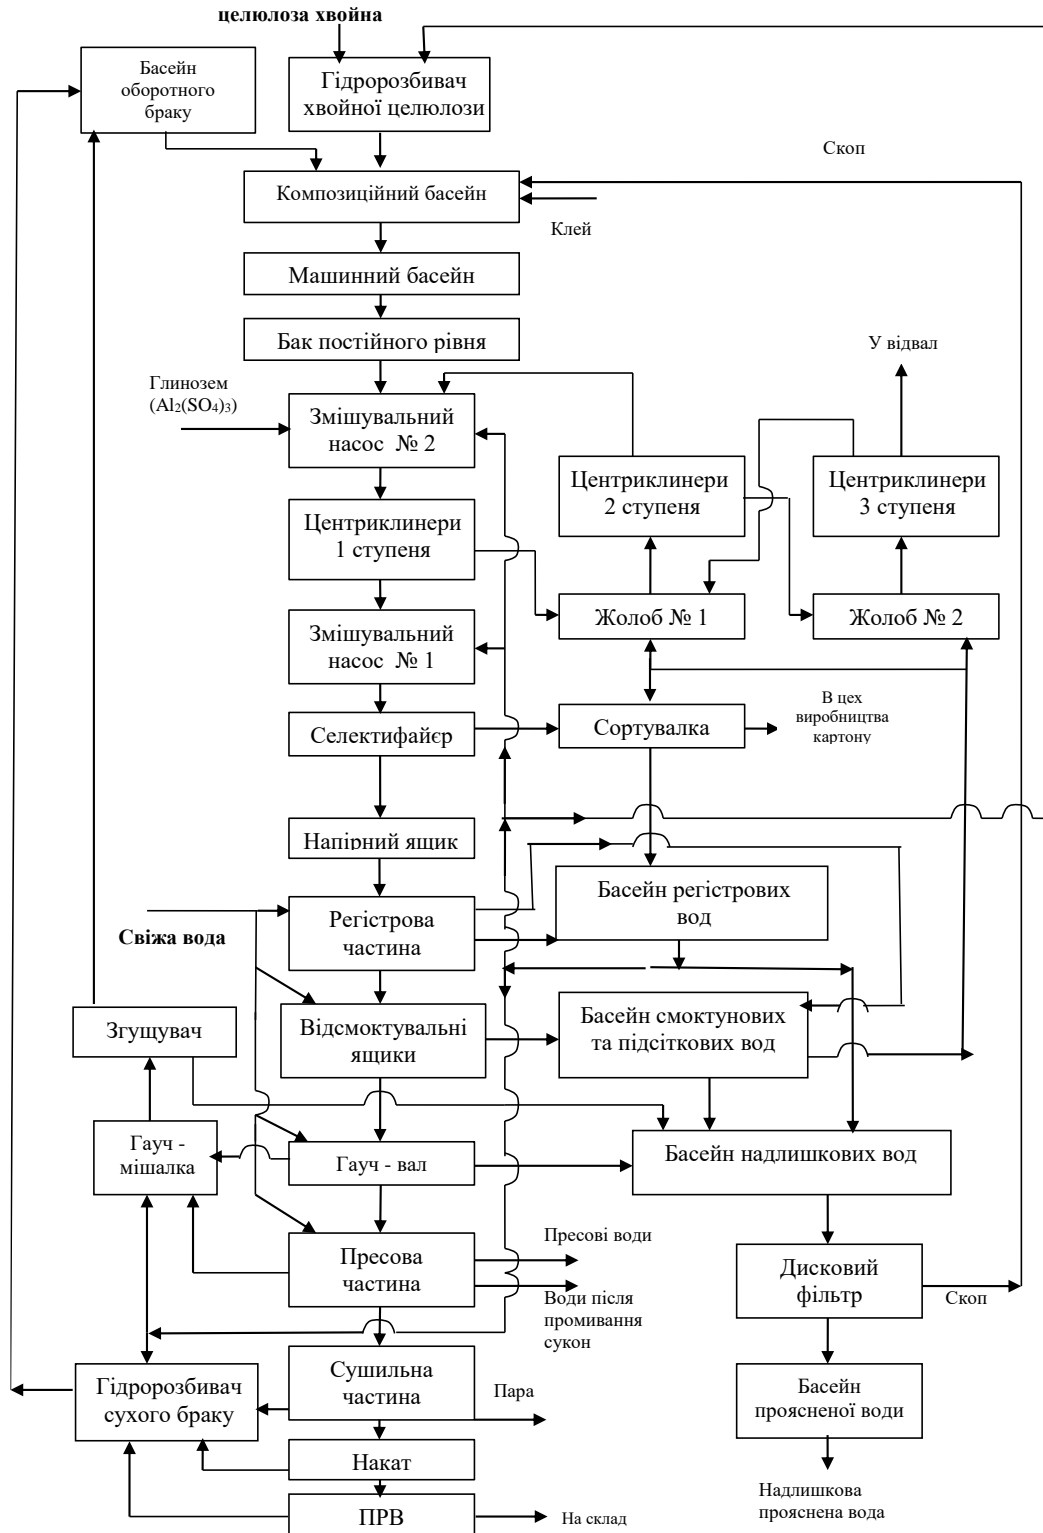 целюлоза хвойна
Басейн
оборотного
браку
Гідророзбивач
хвойної целюлози
Скоп
Композиційний басейн
Клей
Машинний басейн
Бак постійного рівня
У відвал
Глинозем
(Al₂(SO₄)₃)
Змішувальний
насос № 2
Центриклинери
2 ступеня
Центриклинери
3 ступеня
Центриклинери
1 ступеня
Жолоб № 1
Жолоб № 2
Змішувальний
насос № 1
В цех
виробництва
картону
Селектифайєр
Сортувалка
Напірний ящик
Басейн регістрових
вод
Регістрова
частина
Свіжа вода
Згущувач
Відсмоктувальні
ящики
Басейн смоктунових
та підсіткових вод
Гауч -
мішалка
Гауч - вал
Басейн надлишкових вод
Пресова
частина
Пресові води
Води після
промивання
сукон
Дисковий
фільтр
Скоп
Гідророзбивач
сухого браку
Сушильна
частина
Пара
Басейн
проясненої води
Накат
Надлишкова
прояснена вода
ПРВ
На склад